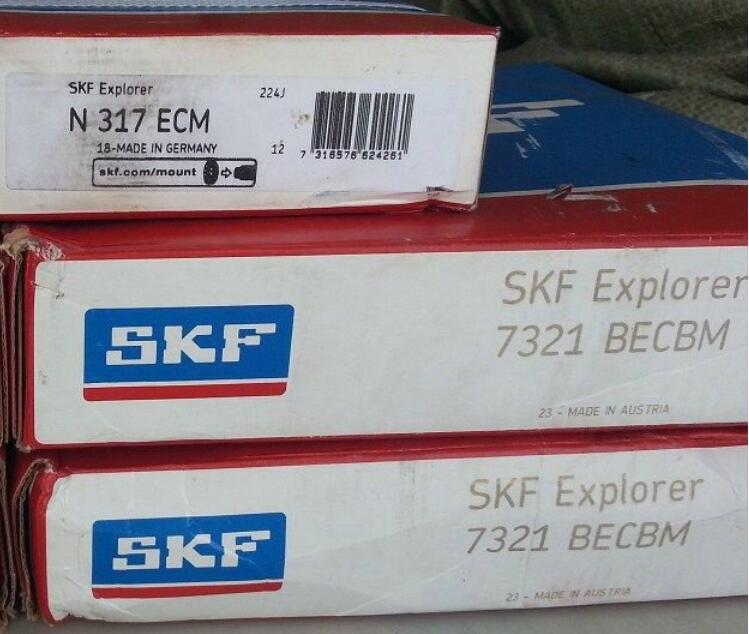 SKF Explorer
224J
N 317 ECM
18-MADE IN GERMANY
12
7 316576 624261
skf.com/mount
SKF
SKF Explorer
7321 BECBM
23 - MADE IN AUSTRIA
SKF
SKF Explorer
7321 BECBM
23 - MADE IN AUSTRIA